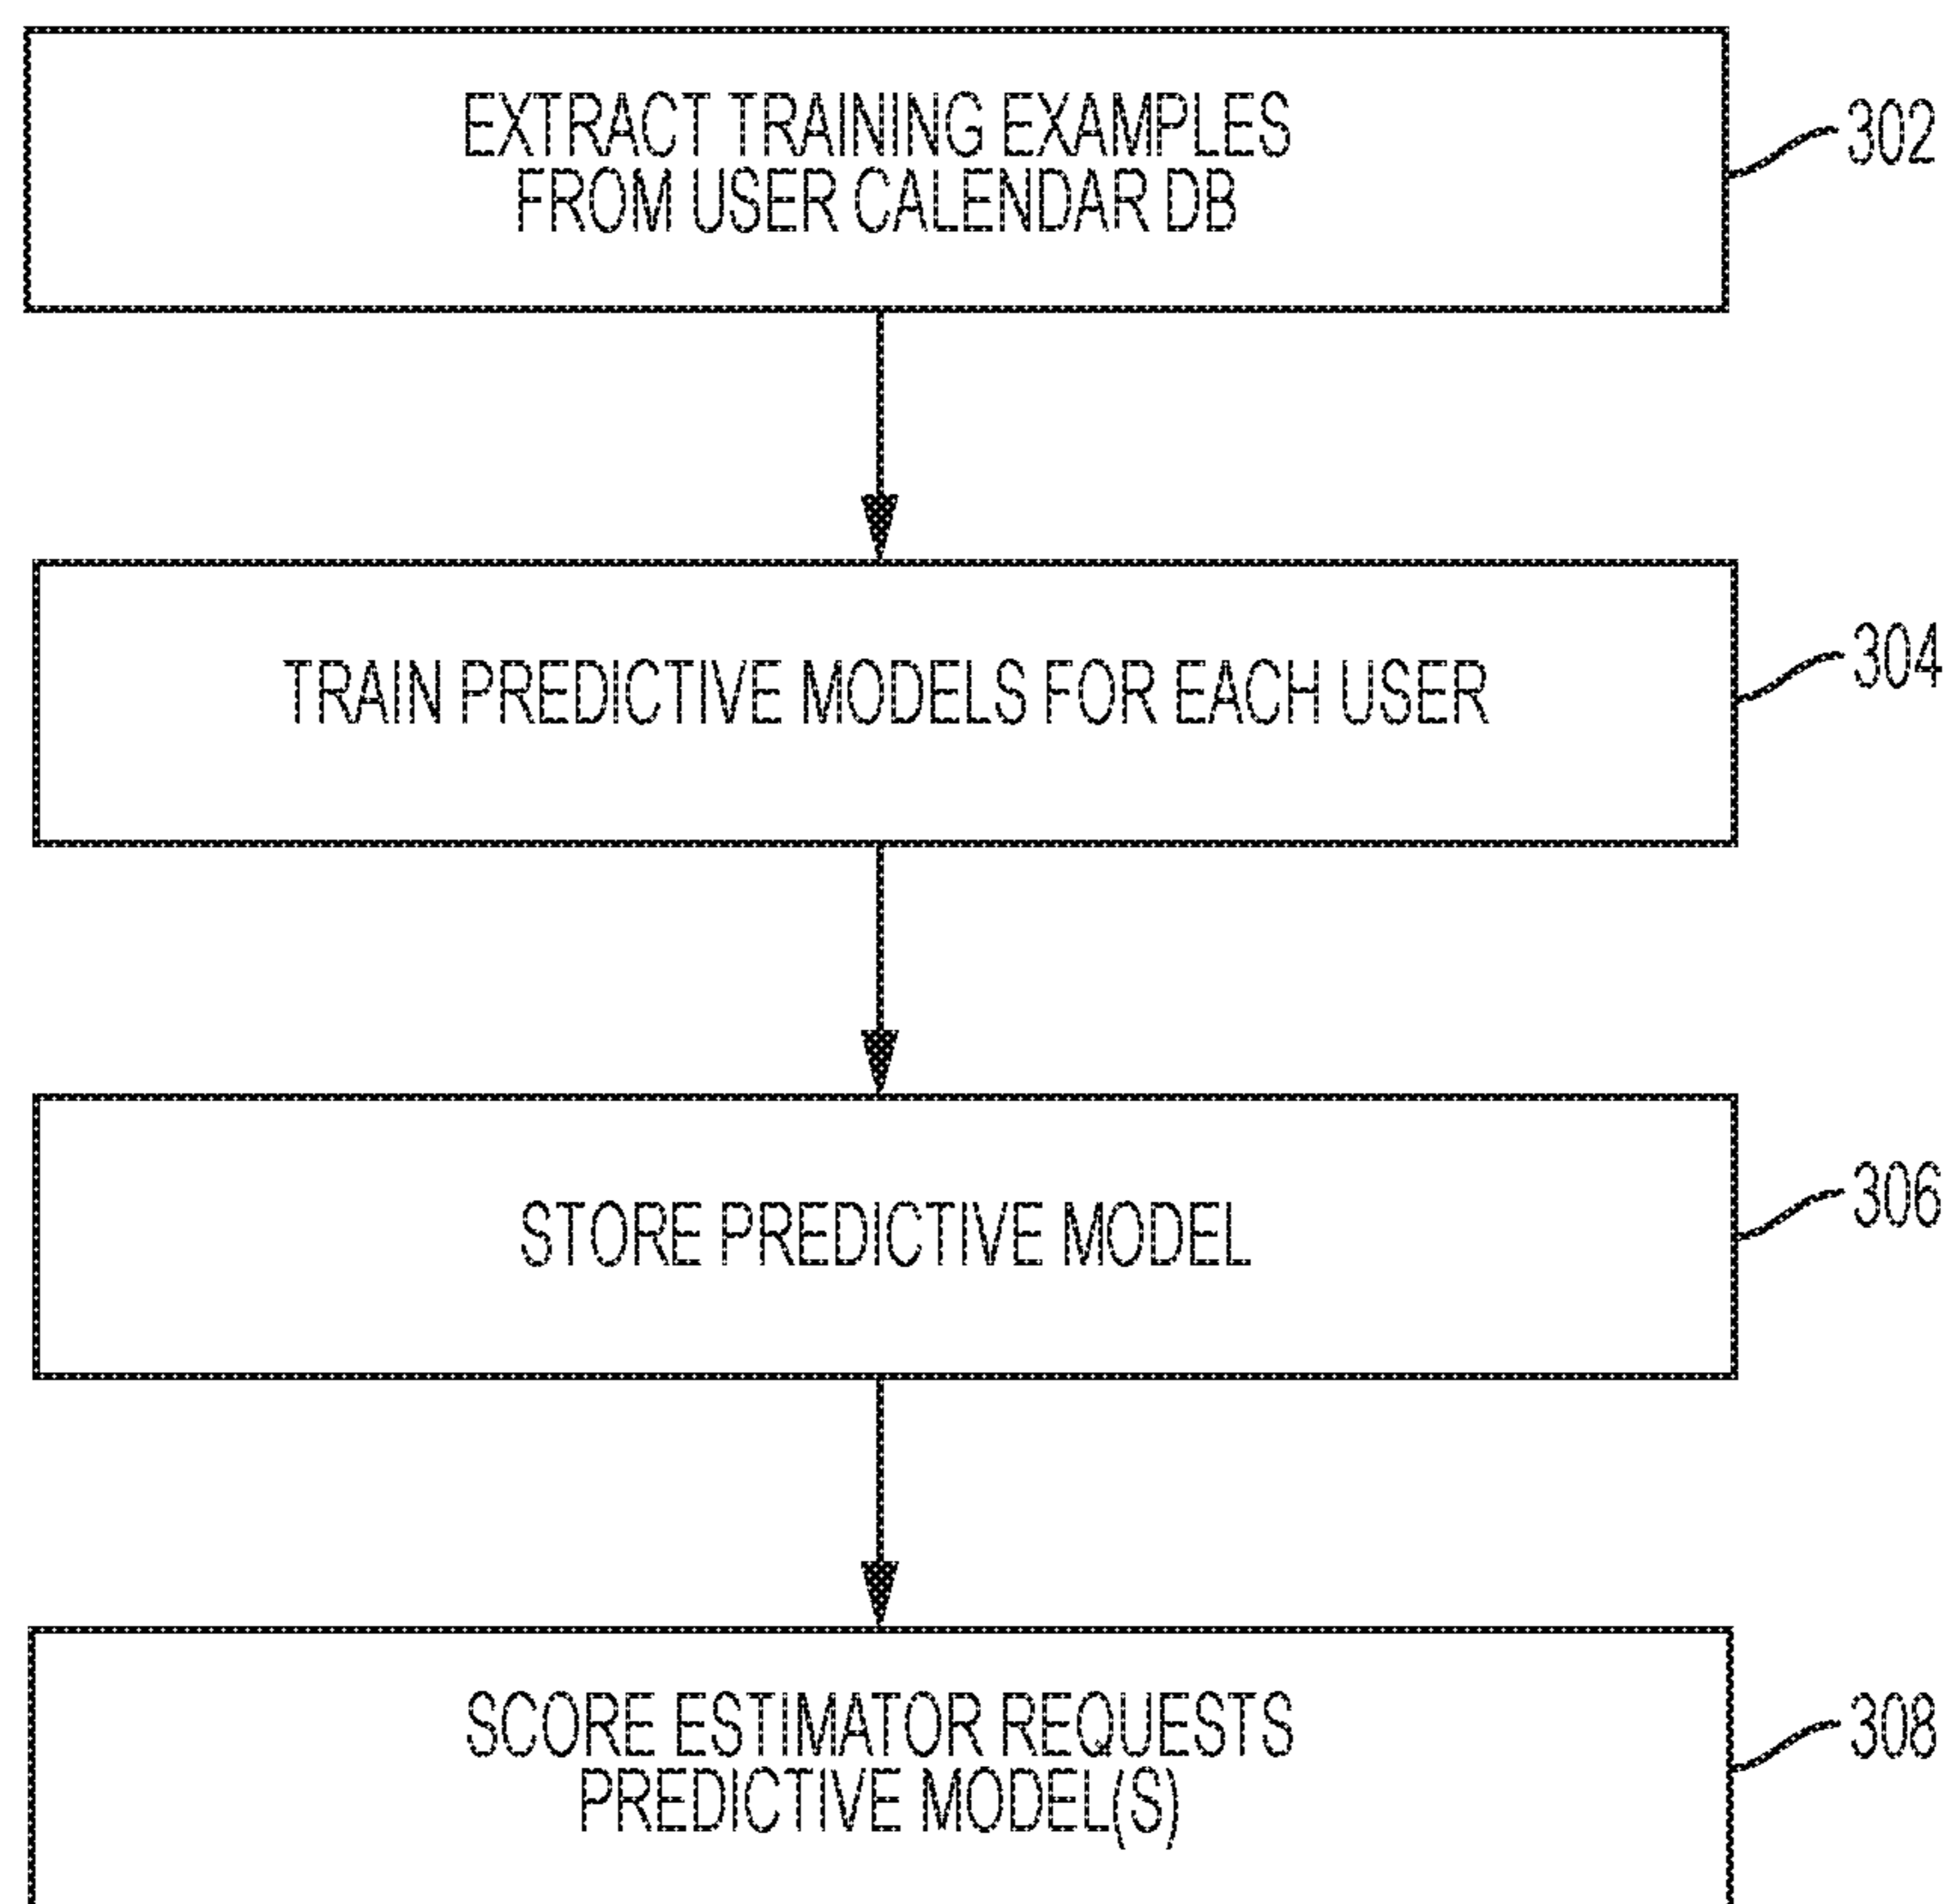 EXTRACT TRAINING EXAMPLES
FROM USER CALENDAR DB
302
TRAIN PREDICTIVE MODELS FOR EACH USER
304
STORE PREDICTIVE MODEL
306
SCORE ESTIMATOR REQUESTS
PREDICTIVE MODEL(S)
308